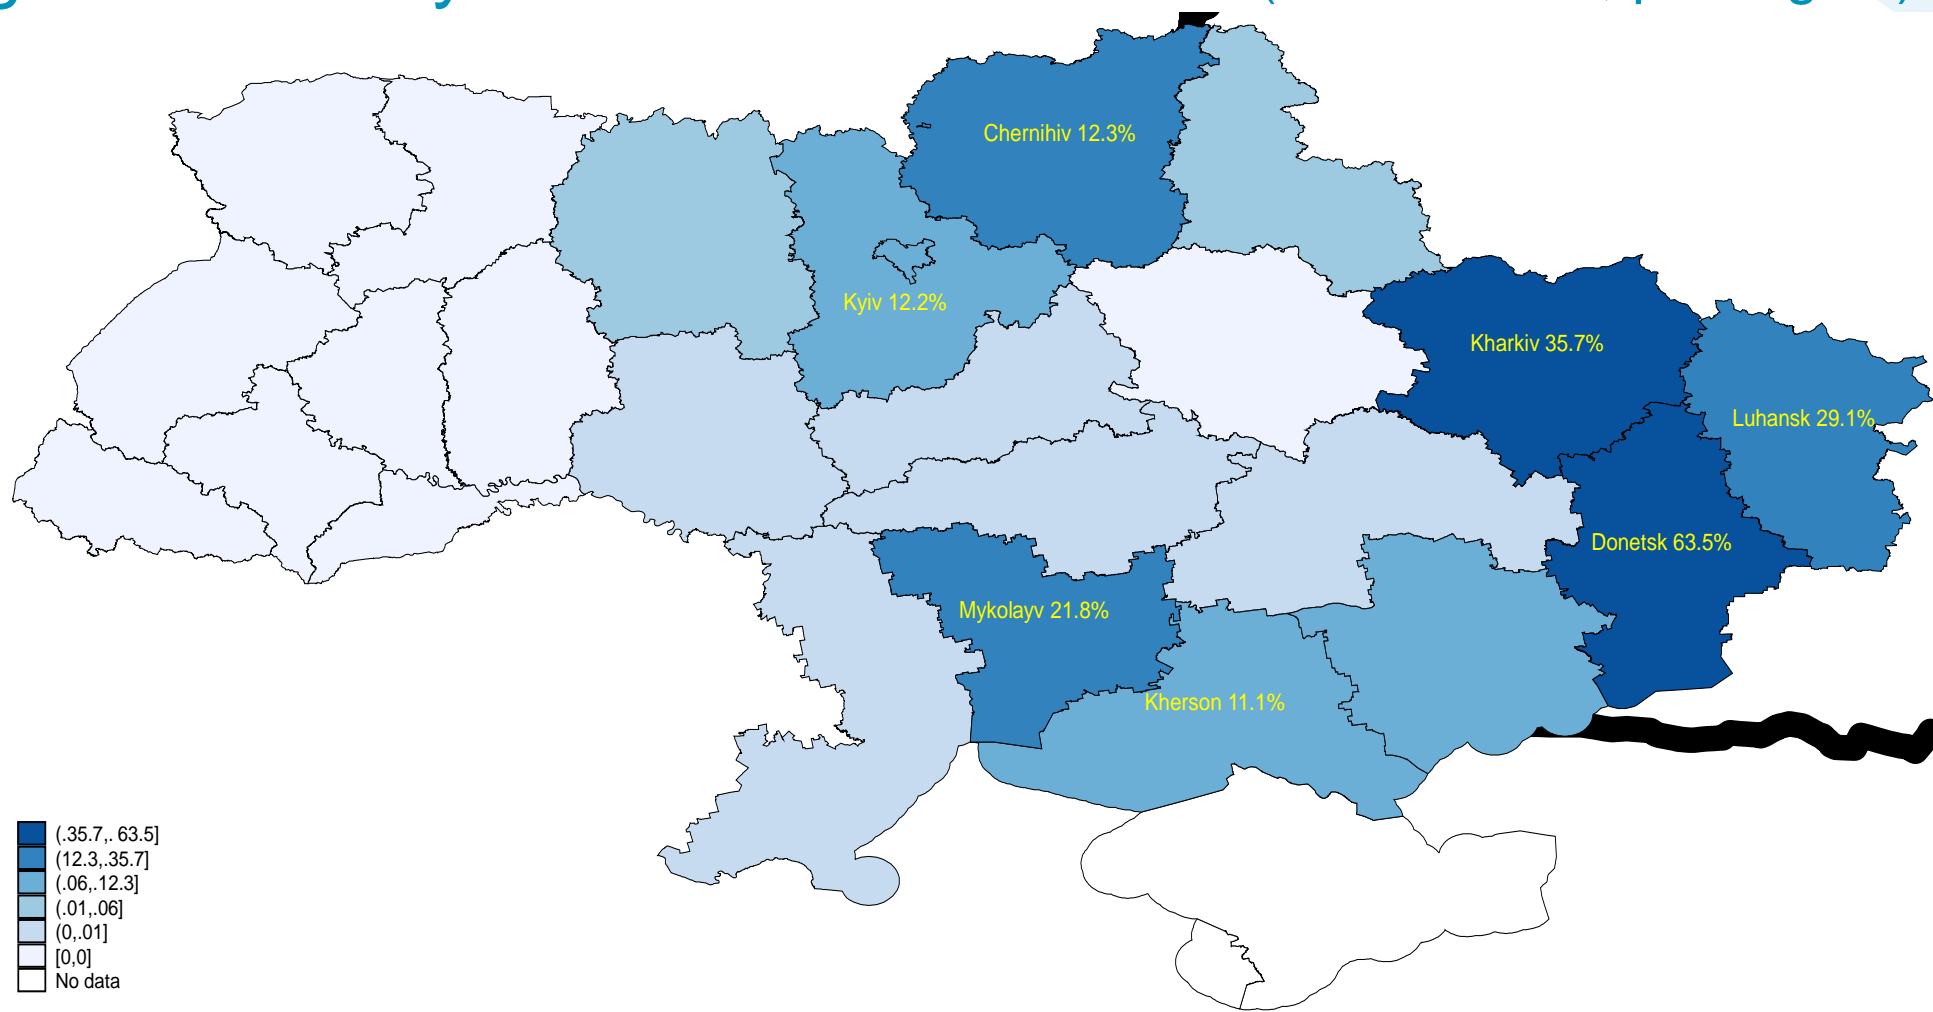 Chernihiv 12.3%
Kyiv 12.2%
Kharkiv 35.7%
Luhansk 29.1%
Donetsk 63.5%
Mykolayv 21.8%
Kherson 11.1%
(.35.7,. 63.5]
(12.3,.35.7]
(.06,.12.3]
(.01,.06]
(0,.01]
[0,0]
No data